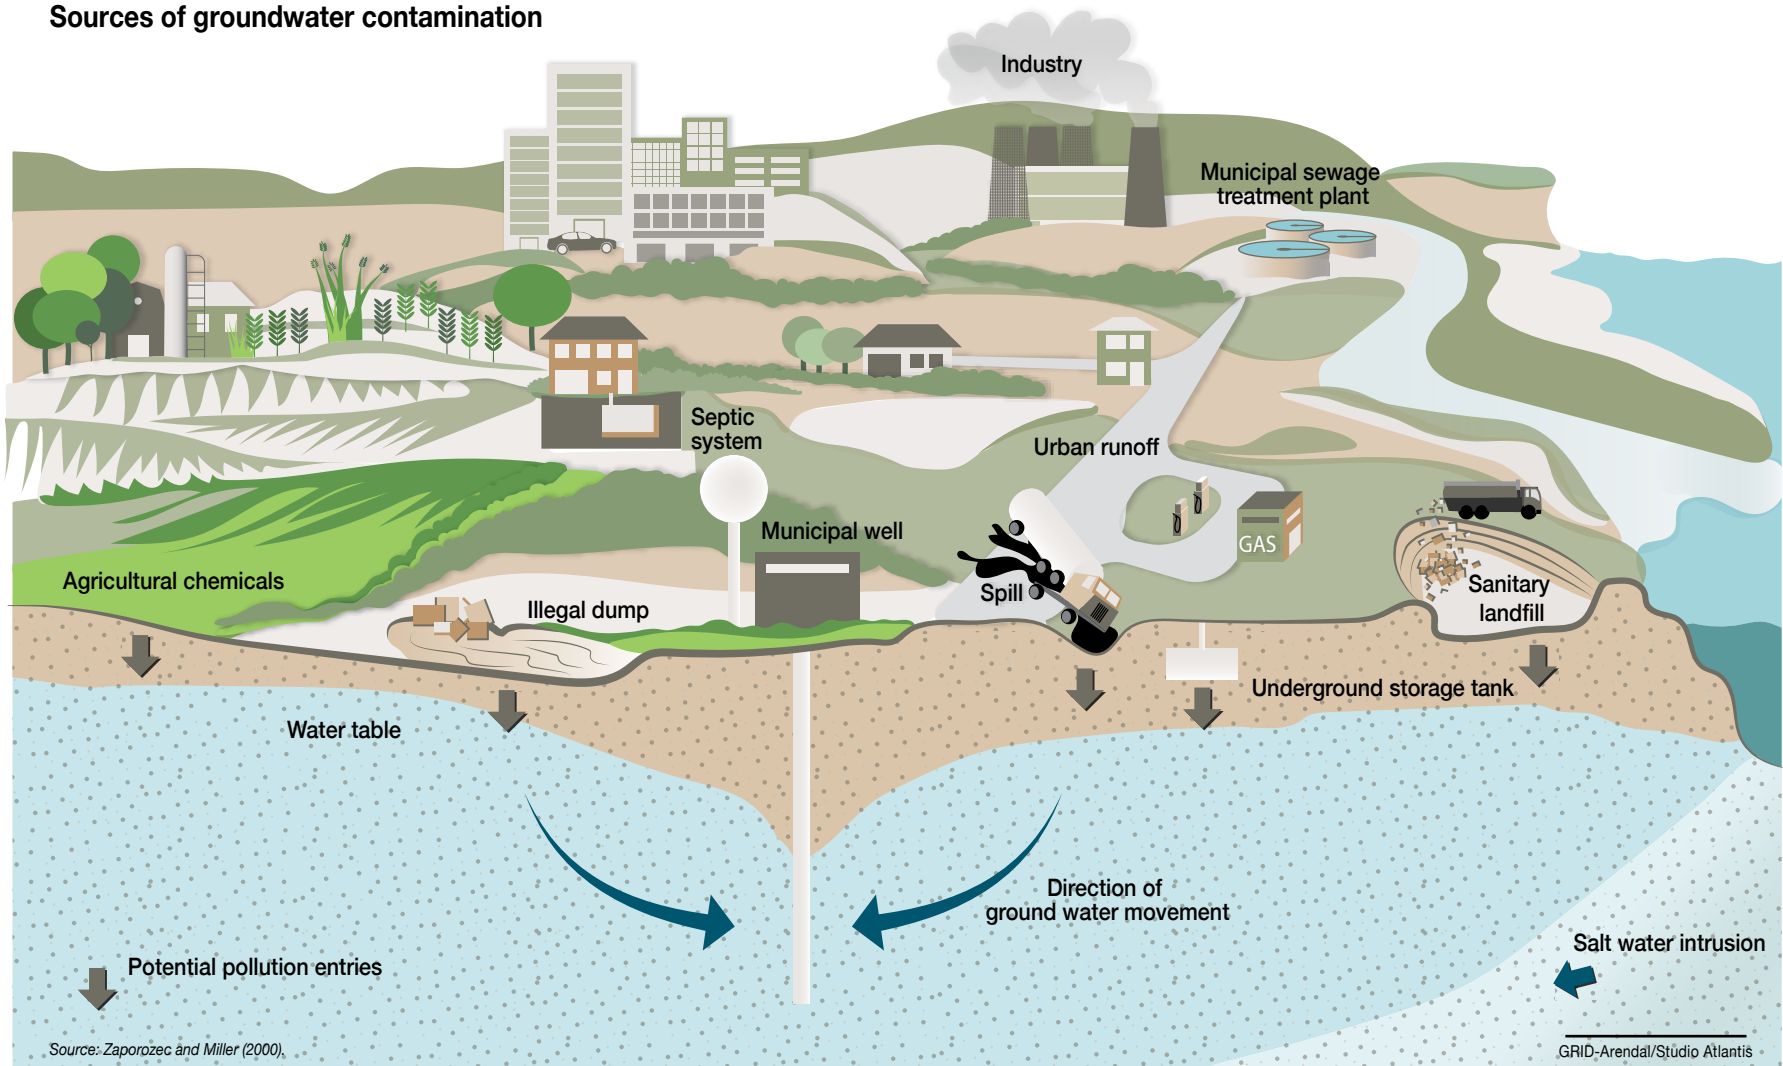 Sources of groundwater contamination
Industry
Municipal sewage
treatment plant
Septic
system
Urban runoff
Municipal well
GAS
Agricultural chemicals
Illegal dump
Spill
Sanitary
landfill
Underground storage tank
Water table
Direction of
ground water movement
Salt water intrusion
Potential pollution entries
Source: Zaporozec and Miller (2000).
GRID-Arendal/Studio Atlantis